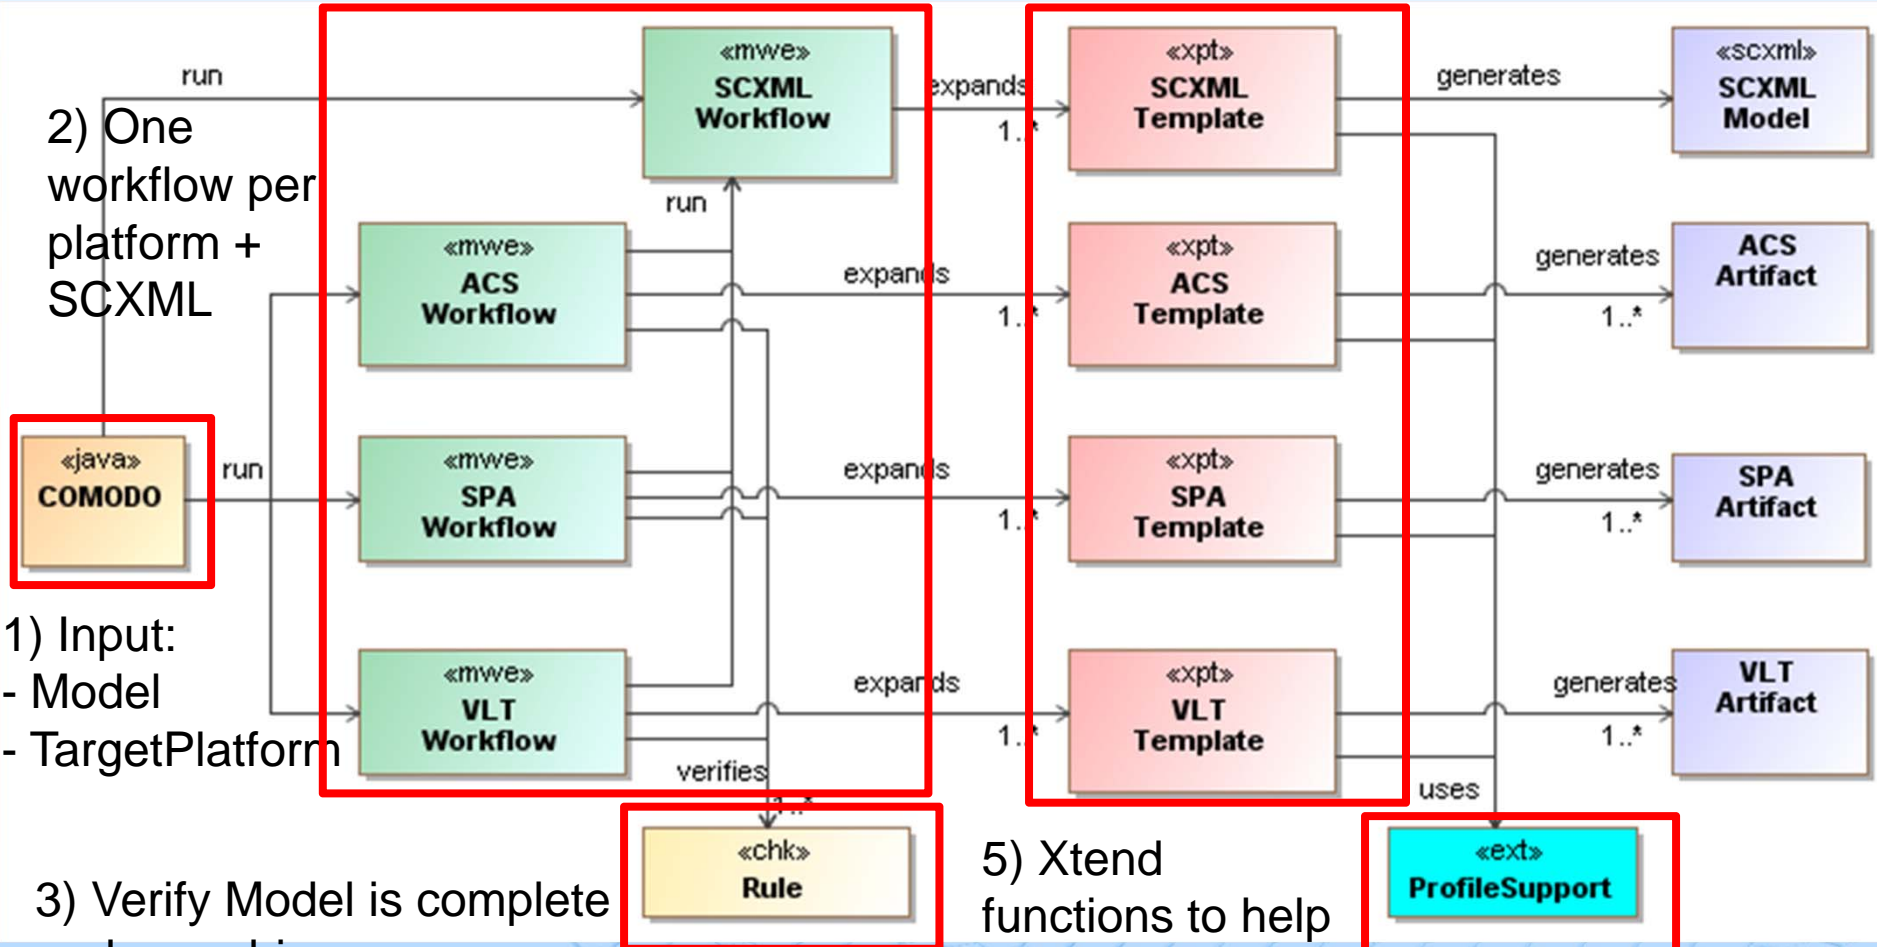 run
«mwe»
SCXML
Workflow
expands
1..*
«xpt»
SCXML
Template
generates
«scxml»
SCXML
Model
2) One
workflow per
platform +
SCXML
run
«mwe»
ACS
Workflow
expands
1..*
«xpt»
ACS
Template
generates
1..*
ACS
Artifact
«java»
COMODO
run
«mwe»
SPA
Workflow
expands
1..*
«xpt»
SPA
Template
generates
1..*
SPA
Artifact
1) Input:
- Model
- TargetPlatform
«mwe»
VLT
Workflow
expands
1..*
«xpt»
VLT
Template
generates
1..*
VLT
Artifact
verifies
1..*
uses
3) Verify Model is complete
«chk»
Rule
5) Xtend
functions to help
«ext»
ProfileSupport